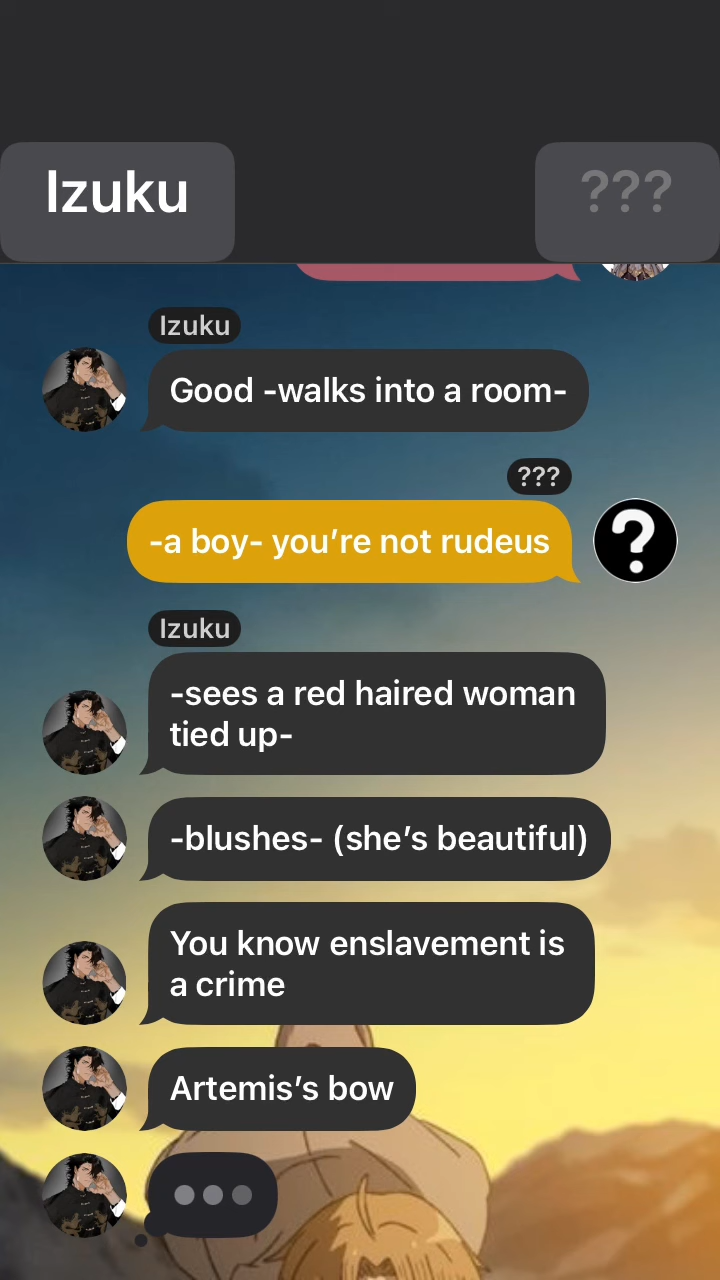 Izuku
???
Izuku
Good -walks into a room-
???
-a boy- you’re not rudeus
?
Izuku
-sees a red haired woman
tied up-
-blushes- (she’s beautiful)
You know enslavement is
a crime
Artemis’s bow